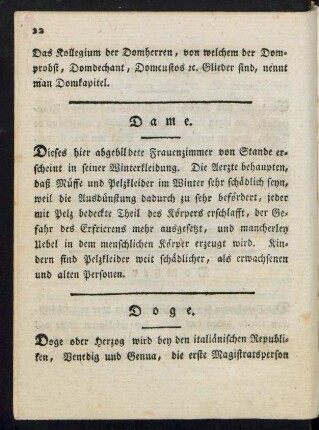 22
Das Kollegium der Domherren, von welchem der Dom-
probst, Domdechant, Domcustos ꝛc. Glieder sind, nennt
man Domkapitel.
Dame.
Dieses hier abgebildete Frauenzimmer von Stande er-
scheint in seiner Winterkleidung. Die Aerzte behaupten,
daß Müffe und Pelzkleider im Winter sehr schädlich seyn,
weil die Ausdünstung dadurch zu sehr befördert, jeder
mit Pelz bedeckte Theil des Körpers erschlafft, der Ge-
fahr des Erfrierens mehr ausgesetzt, und mancherley
Uebel in dem menschlichen Körper erzeugt wird. Kin-
dern sind Pelzkleider weit schädlicher, als erwachsenen
und alten Personen.
Doge.
Doge oder Herzog wird bey den italiänischen Republi-
ken, Venedig und Genua, die erste Magistratsperson